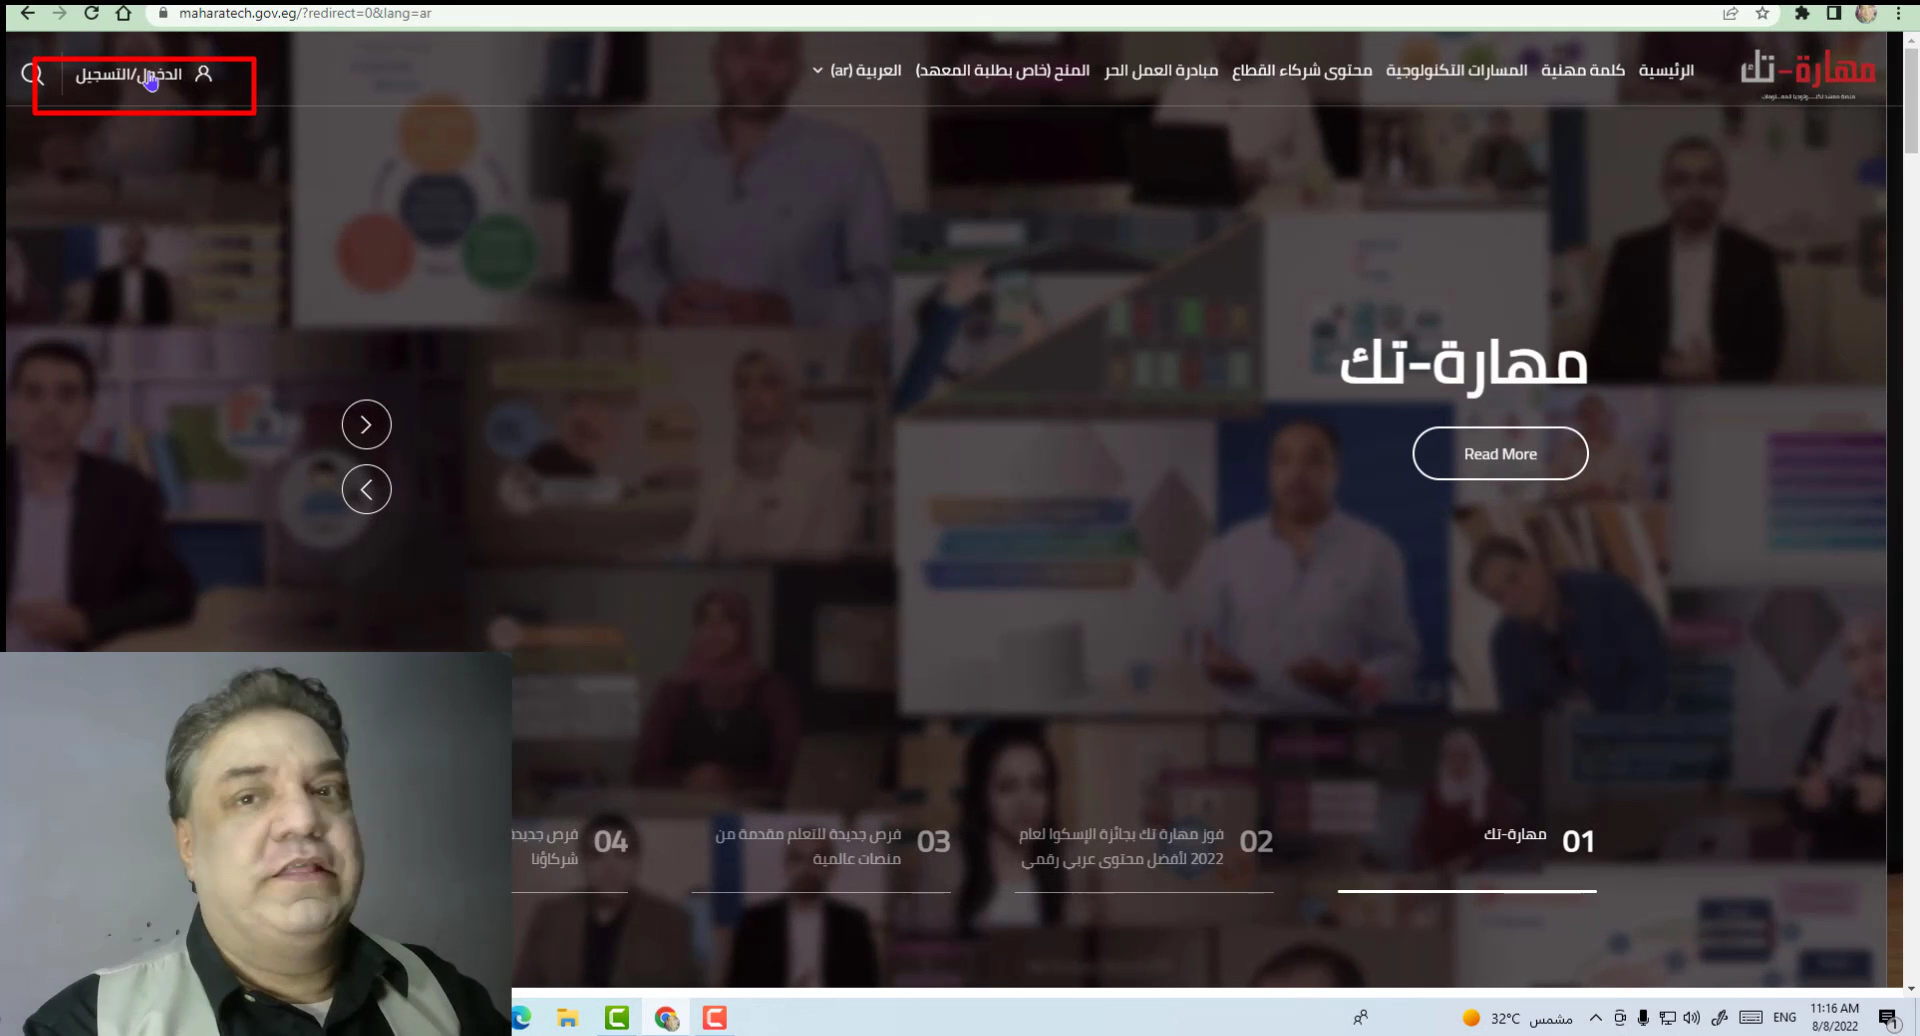 maharatech.gov.eg/?redirect=0&lang=ar
مهارة-تك
الرئيسية
كلمة مهنية
المسارات التكنولوجية
محتوى شركاء القطاع
مبادرة العمل الحر
المنح (خاص بطلبة المعهد)
العربية (ar)
الدخول/التسجيل
مهارة-تك
Read More
01
مهارة-تك
02
فوز مهارة تك بجائزة الإسكوا لعام
2022 لأفضل محتوى عربي رقمي
03
فرص جديدة للتعلم مقدمة من
منصات عالمية
04
فرص جديدة
شركاؤنا
32°C مشمس
ENG
11:16 AM
8/8/2022
1